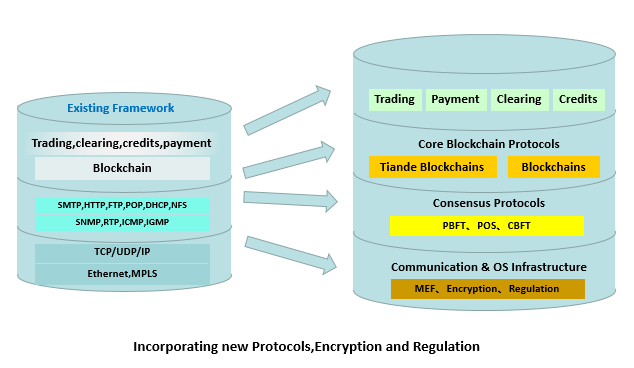 Existing Framework
Trading,clearing,credits,payment
Blockchain
SMTP,HTTP,FTP,POP,DHCP,NFS
SNMP,RTP,ICMP,IGMP
TCP/UDP/IP
Ethernet,MPLS
Trading Payment Clearing Credits
Core Blockchain Protocols
Tiande Blockchains Blockchains
Consensus Protocols
PBFT、POS、CBFT
Communication & OS Infrastructure
MEF、Encryption、Regulation
Incorporating new Protocols,Encryption and Regulation